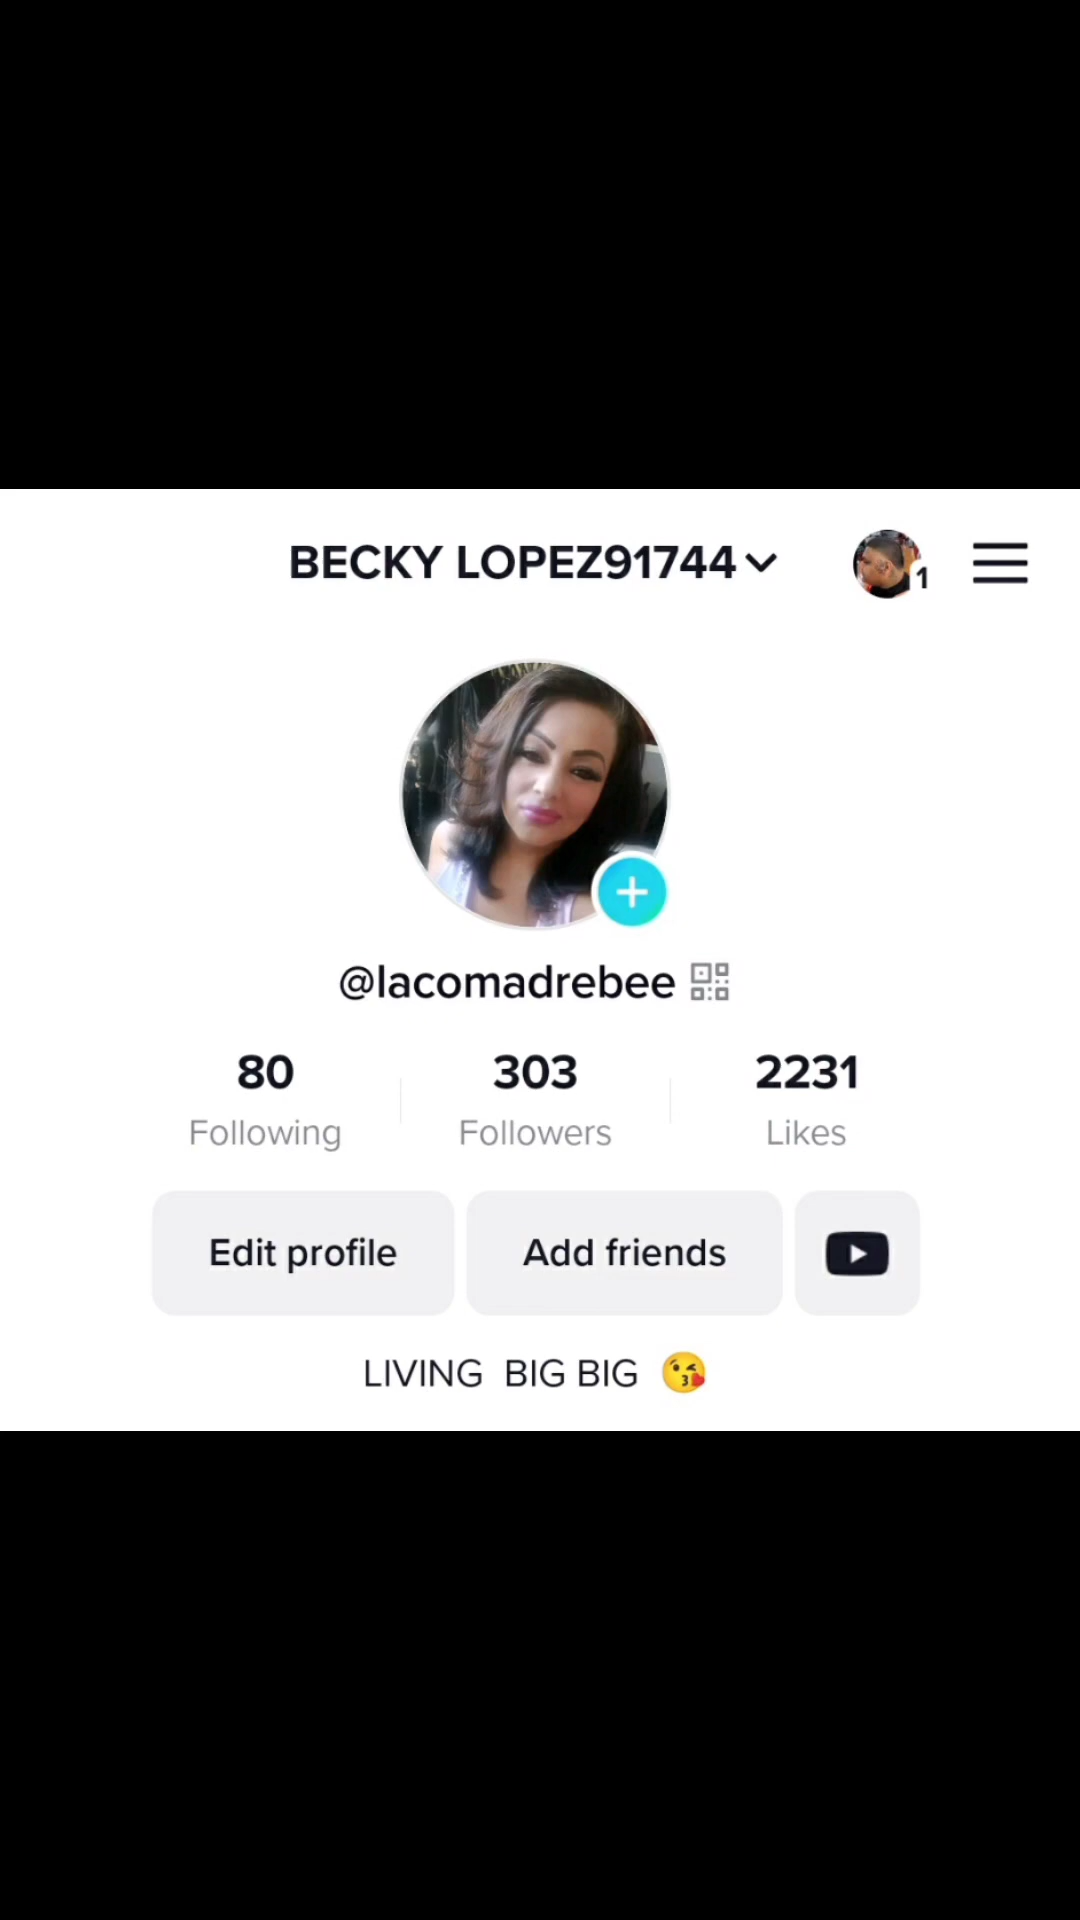 BECKY LOPEZ91744
1
@lacomadrebee
80 303 2231
Following Followers Likes
Edit profile Add friends
LIVING BIG BIG 😘